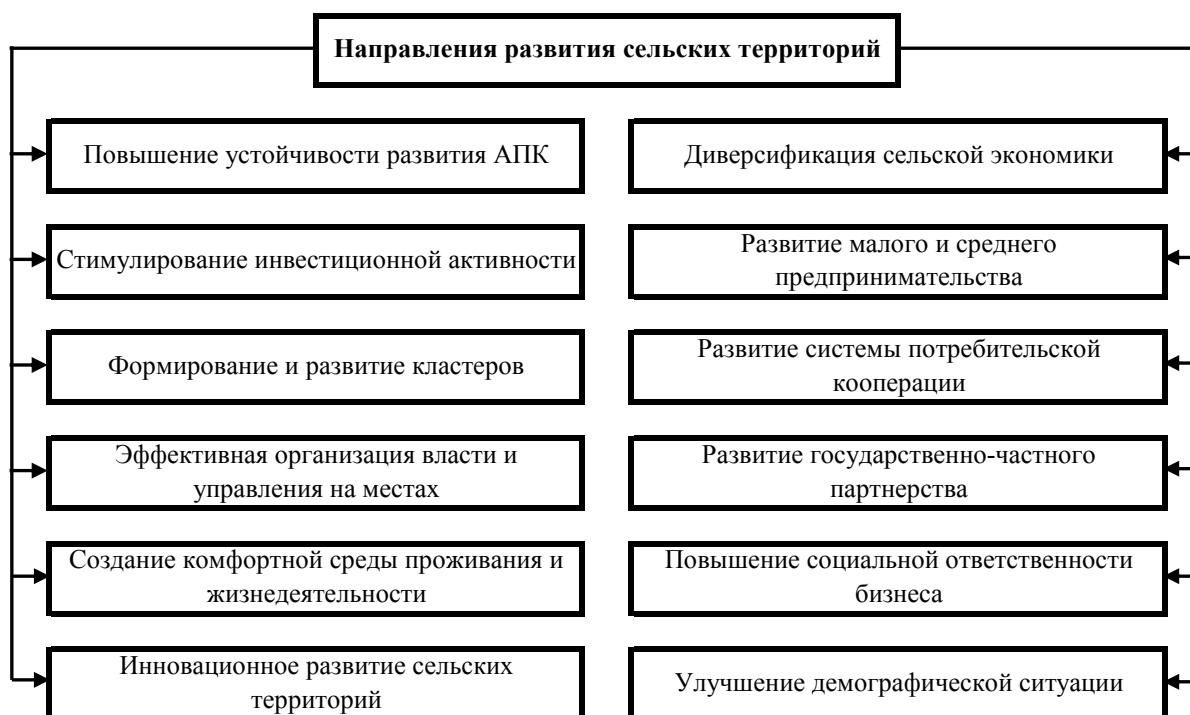 Направления развития сельских территорий
Повышение устойчивости развития АПК
Диверсификация сельской экономики
Стимулирование инвестиционной активности
Развитие малого и среднего
предпринимательства
Формирование и развитие кластеров
Развитие системы потребительской
кооперации
Эффективная организация власти и
управления на местах
Развитие государственно-частного
партнерства
Создание комфортной среды проживания и
жизнедеятельности
Повышение социальной ответственности
бизнеса
Инновационное развитие сельских
территорий
Улучшение демографической ситуации